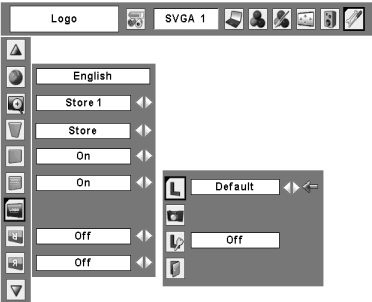 Logo
SVGA 1
English
Store 1
Store
On
On
Default
Off
Off
Off